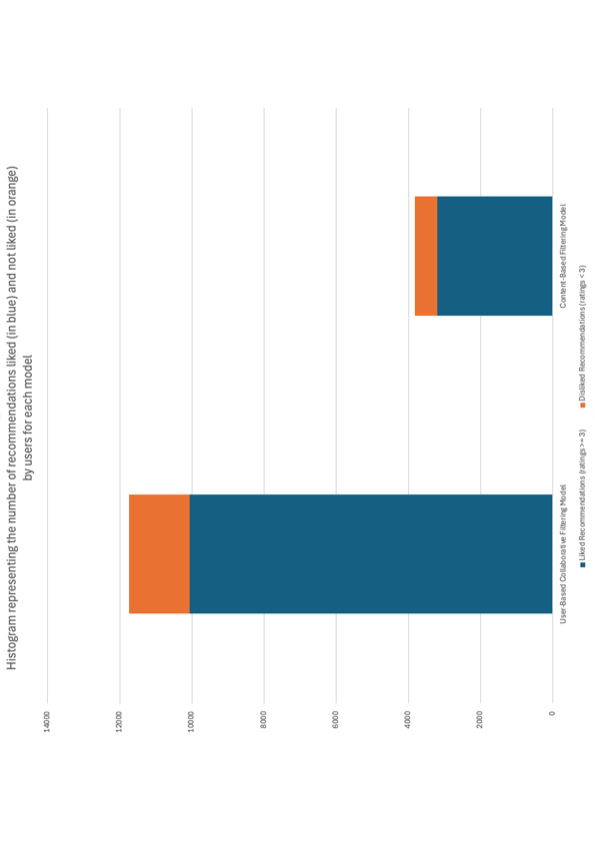 Histogram representing the number of recommendations liked (in blue) and not liked (in orange)
by users for each model
14000
12000
10000
8000
6000
4000
2000
0
User-Based Collaborative Filtering Model
Content-Based Filtering Model
Liked Recommendations (ratings >= 3)
Disliked Recommendations (ratings < 3)